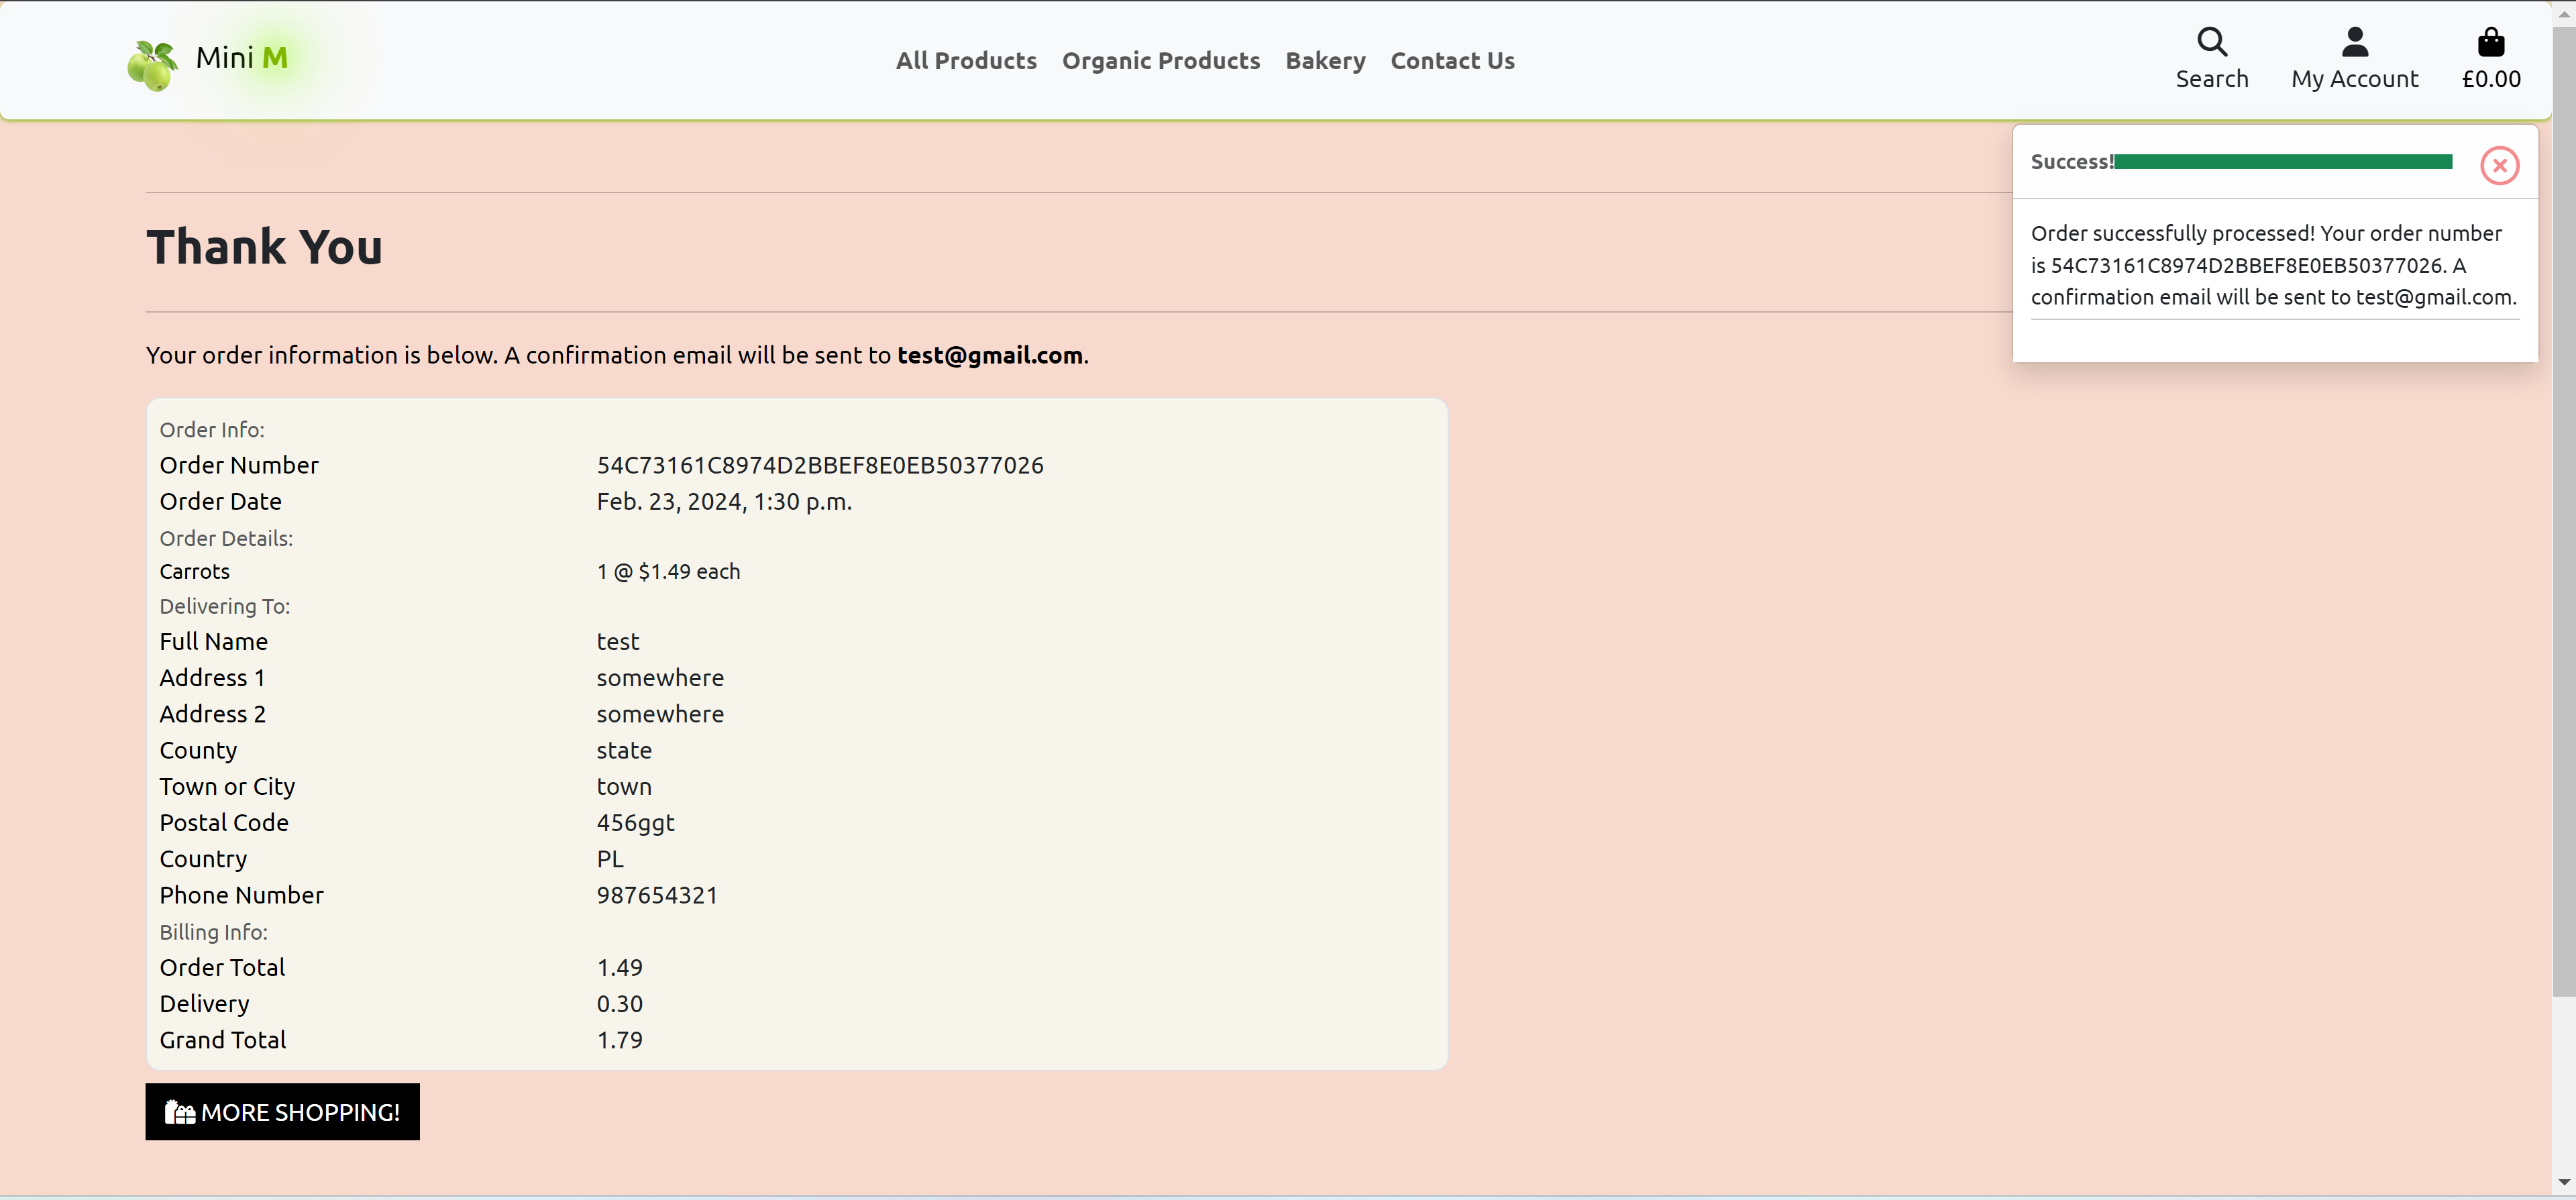 Mini M
All Products
Organic Products
Bakery
Contact Us
Search
My Account
£0.00
Success!
Order successfully processed! Your order number
is 54C73161C8974D2BBEF8E0EB50377026. A
confirmation email will be sent to test@gmail.com.
Thank You
Your order information is below. A confirmation email will be sent to test@gmail.com.
Order Info:
Order Number 54C73161C8974D2BBEF8E0EB50377026
Order Date Feb. 23, 2024, 1:30 p.m.
Order Details:
Carrots 1 @ $1.49 each
Delivering To:
Full Name test
Address 1 somewhere
Address 2 somewhere
County state
Town or City town
Postal Code 456ggt
Country PL
Phone Number 987654321
Billing Info:
Order Total 1.49
Delivery 0.30
Grand Total 1.79
MORE SHOPPING!